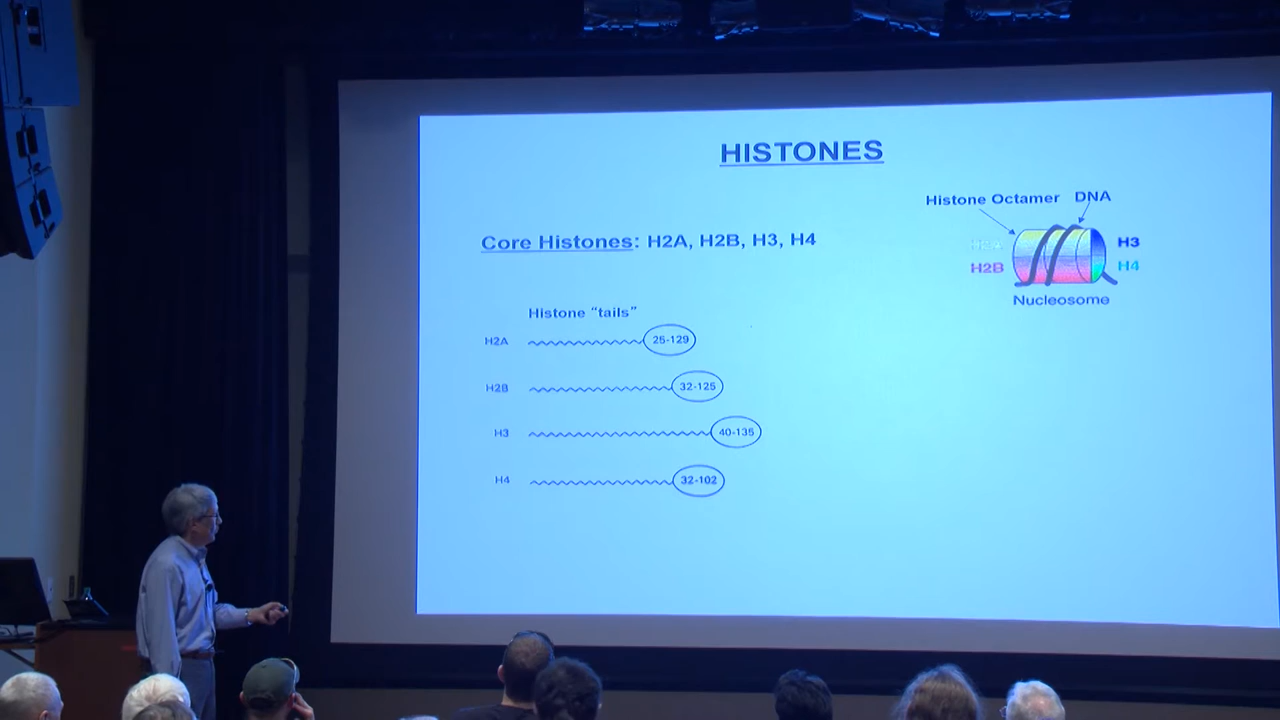 HISTONES
Histone Octamer DNA
Core Histones: H2A, H2B, H3, H4
H2A H3
H2B H4
Nucleosome
Histone “tails”
H2A 25-129
H2B 32-125
H3 40-135
H4 32-102